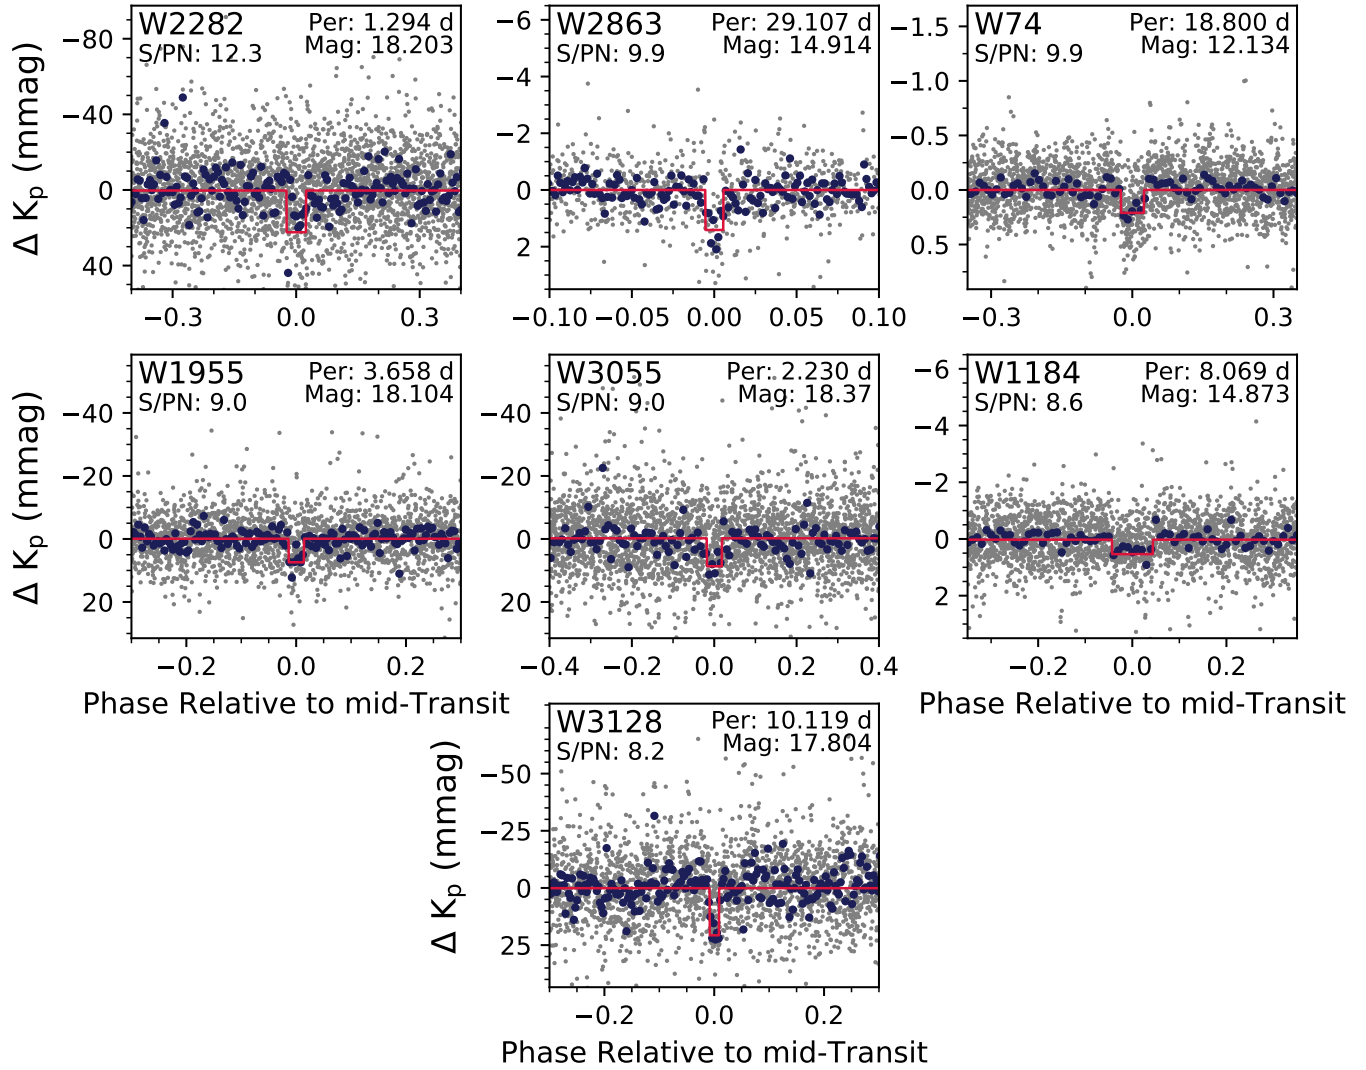 W2282
Per: 1.294 d
S/PN: 12.3
Mag: 18.203
−80
−40
0
20
40
−0.3
0.0
0.3
Δ Kp (mmag)
W2863
Per: 29.107 d
S/PN: 9.9
Mag: 14.914
−6
−4
−2
0
2
−0.10
−0.05
0.00
0.05
0.10
W74
Per: 18.800 d
S/PN: 9.9
Mag: 12.134
−1.5
−1.0
−0.5
0.0
0.5
−0.3
0.0
0.3
W1955
Per: 3.658 d
S/PN: 9.0
Mag: 18.104
−40
−20
0
20
−0.2
0.0
0.2
Δ Kp (mmag)
Phase Relative to mid-Transit
W3055
Per: 2.230 d
S/PN: 9.0
Mag: 18.37
−40
−20
0
20
−0.4
−0.2
0.0
0.2
0.4
W1184
Per: 8.069 d
S/PN: 8.6
Mag: 14.873
−6
−4
−2
0
2
−0.2
0.0
0.2
Phase Relative to mid-Transit
W3128
Per: 10.119 d
S/PN: 8.2
Mag: 17.804
−50
−25
0
25
−0.2
0.0
0.2
Δ Kp (mmag)
Phase Relative to mid-Transit